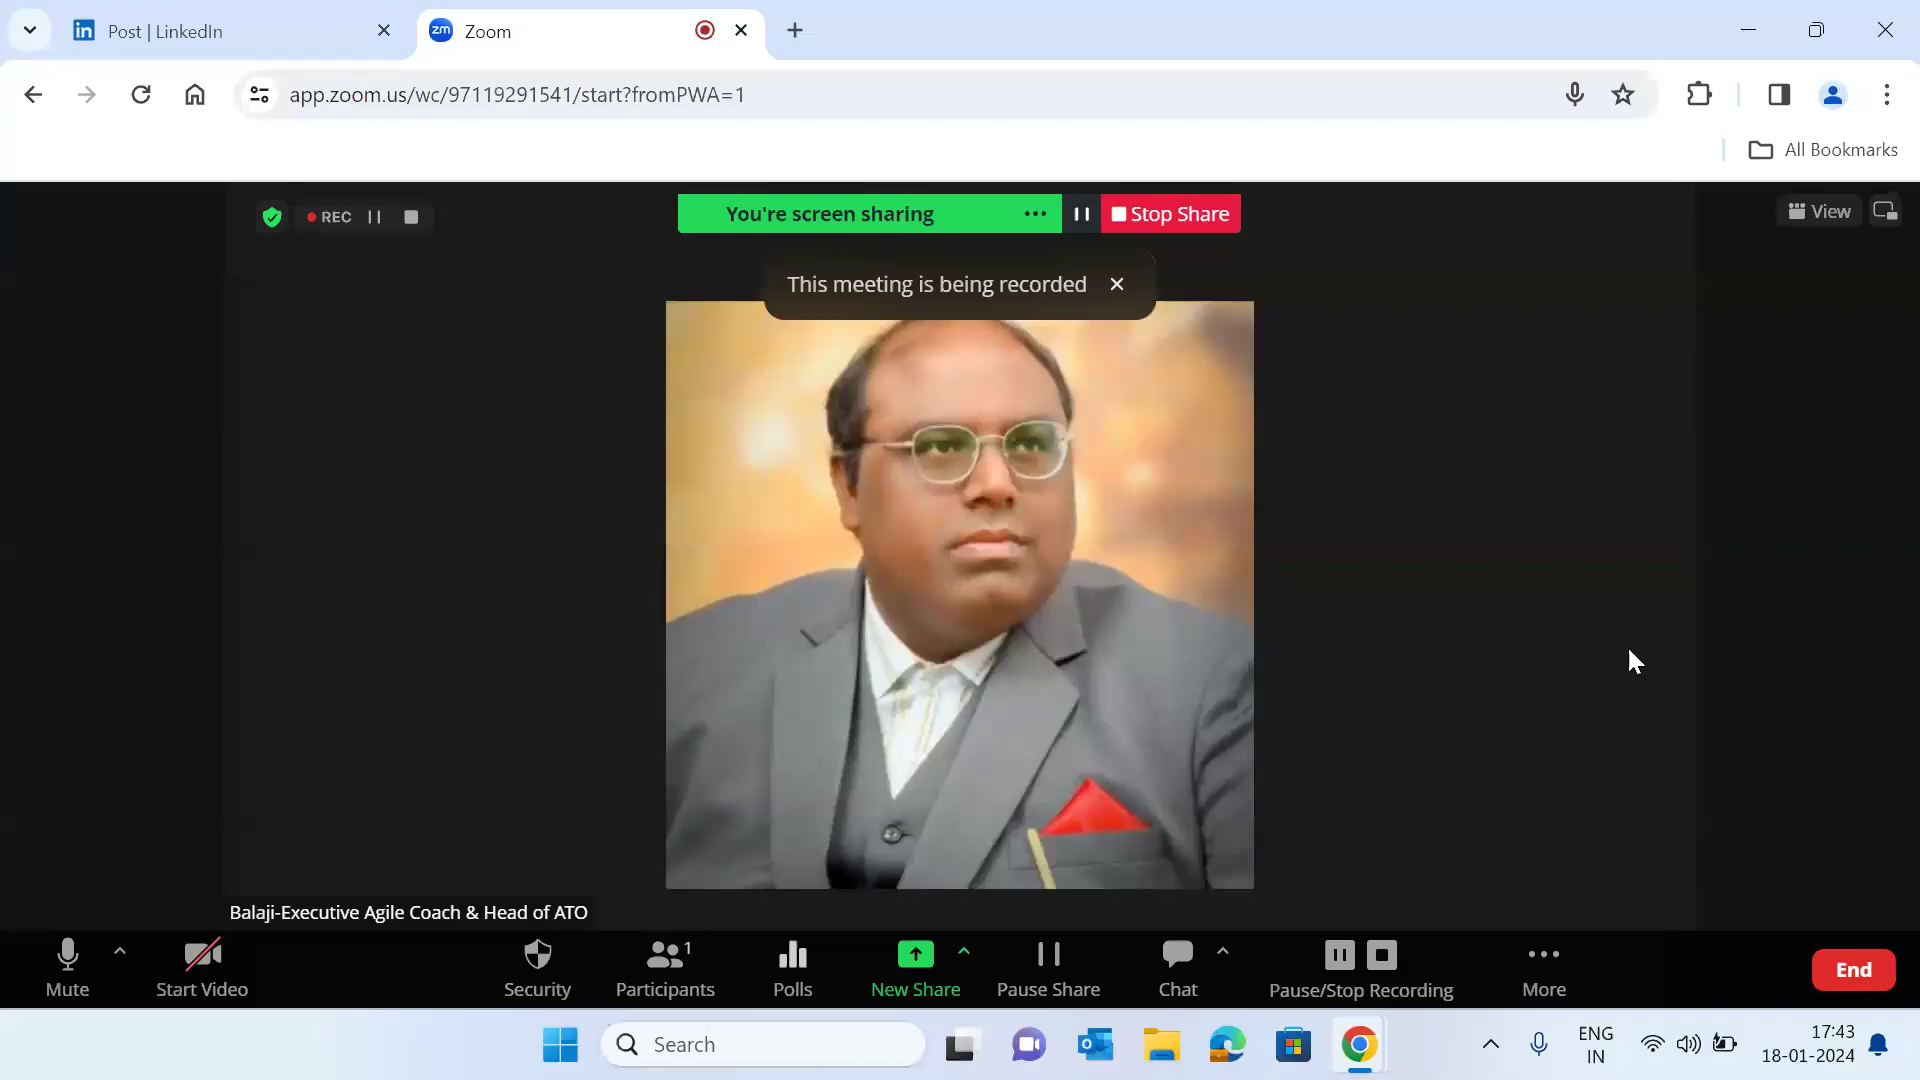 Post | LinkedIn
zm Zoom
app.zoom.us/wc/97119291541/start?fromPWA=1
All Bookmarks
REC
You're screen sharing
Stop Share
View
This meeting is being recorded
Balaji-Executive Agile Coach & Head of ATO
Mute
Start Video
Security
1
Participants
Polls
New Share
Pause Share
Chat
Pause/Stop Recording
More
End
Search
ENG
IN
17:43
18-01-2024